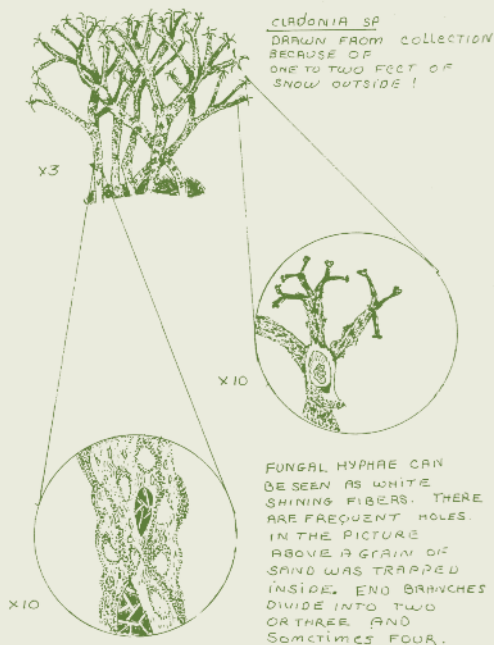 CLADONIA SP
DRAWN FROM COLLECTION
BECAUSE OF
ONE TO TWO FEET OF
SNOW OUTSIDE!
X3
X10
X10
FUNGAL HYPHAE CAN
BE SEEN AS WHITE
SHINING FIBERS. THERE
ARE FREQUENT HOLES.
IN THE PICTURE
ABOVE A GRAIN OF
SAND WAS TRAPPED
INSIDE. END BRANCHES
DIVIDE INTO TWO
OR THREE AND
SOMETIMES FOUR.